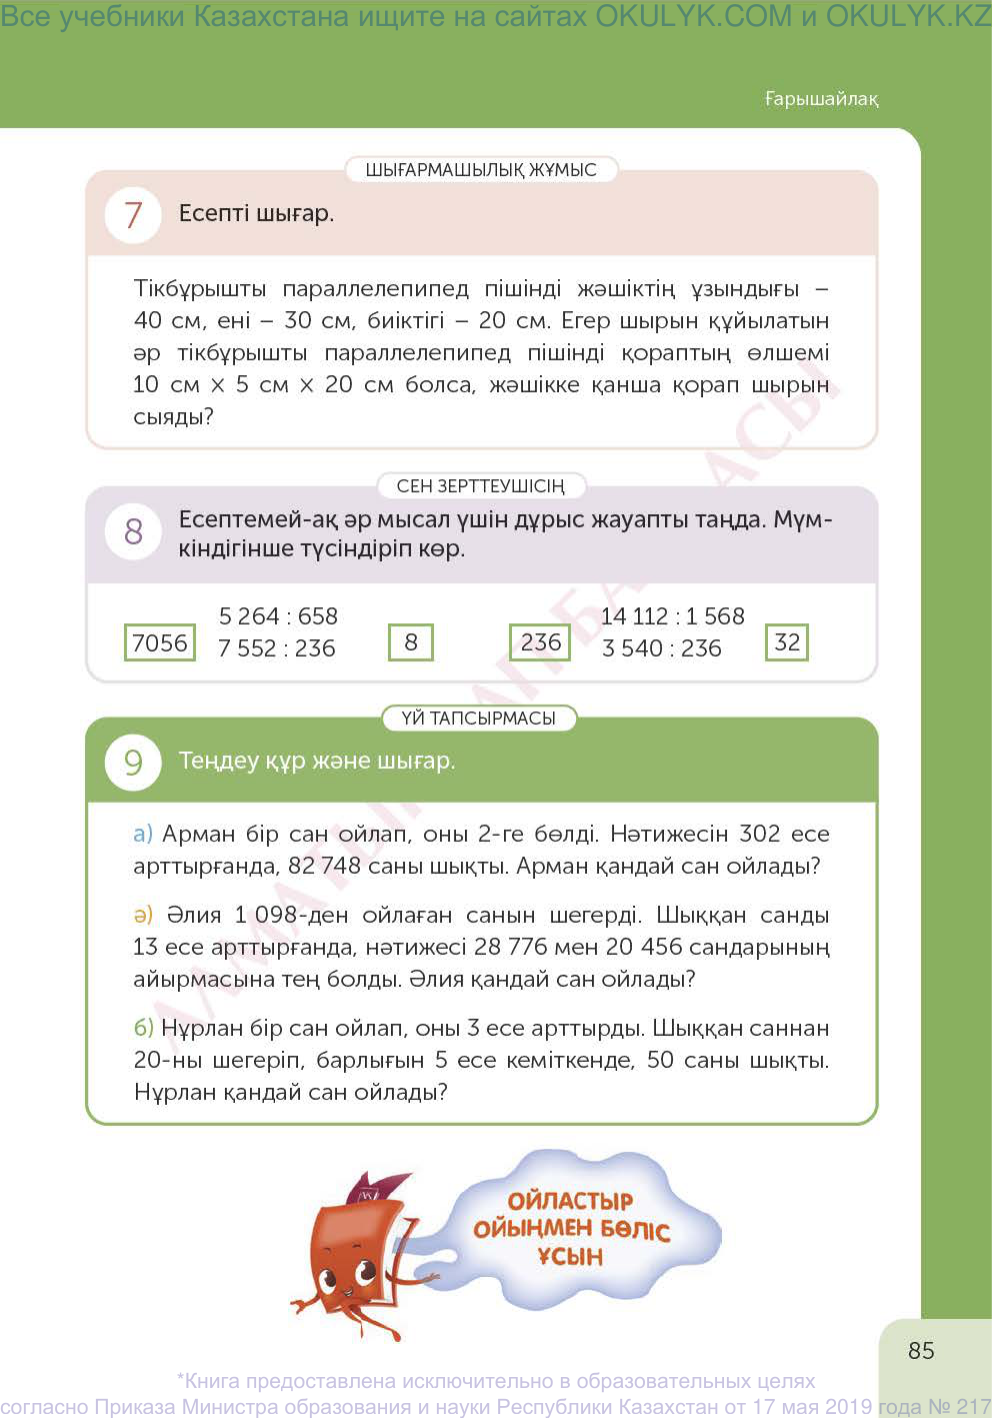 Все учебники Казахстана ищите на сайтах OKULYK.COM и OKULYK.KZ
Ғарышайлақ
ШЫҒАРМАШЫЛЫҚ ЖҰМЫС
7 Есепті шығар.
Тікбұрышты параллелепипед пішінді жәшіктің ұзындығы –
40 см, ені – 30 см, биіктігі – 20 см. Егер шырын құйылатын
әр тікбұрышты параллелепипед пішінді қораптың өлшемі
10 см × 5 см × 20 см болса, жәшікке қанша қорап шырын
сыяды?
СЕН ЗЕРТТЕУШІСІҢ
8 Есептемей-ақ әр мысал үшін дұрыс жауапты таңда. Мүм-
кіндігінше түсіндіріп көр.
5 264 : 658 14 112 : 1 568
7056 7 552 : 236 8 236 3 540 : 236 32
ҮЙ ТАПСЫРМАСЫ
9 Теңдеу құр және шығар.
а) Арман бір сан ойлап, оны 2-ге бөлді. Нәтижесін 302 есе
арттырғанда, 82 748 саны шықты. Арман қандай сан ойлады?
ә) Әлия 1 098-ден ойлаған санын шегерді. Шыққан санды
13 есе арттырғанда, нәтижесі 28 776 мен 20 456 сандарының
айырмасына тең болды. Әлия қандай сан ойлады?
б) Нұрлан бір сан ойлап, оны 3 есе арттырды. Шыққан саннан
20-ны шегеріп, барлығын 5 есе кеміткенде, 50 саны шықты.
Нұрлан қандай сан ойлады?
ОЙЛАСТЫР
ОЙЫҢМЕН БӨЛІС
ҰСЫН
85
*Книга предоставлена исключительно в образовательных целях
согласно Приказа Министра образования и науки Республики Казахстан от 17 мая 2019 года № 217